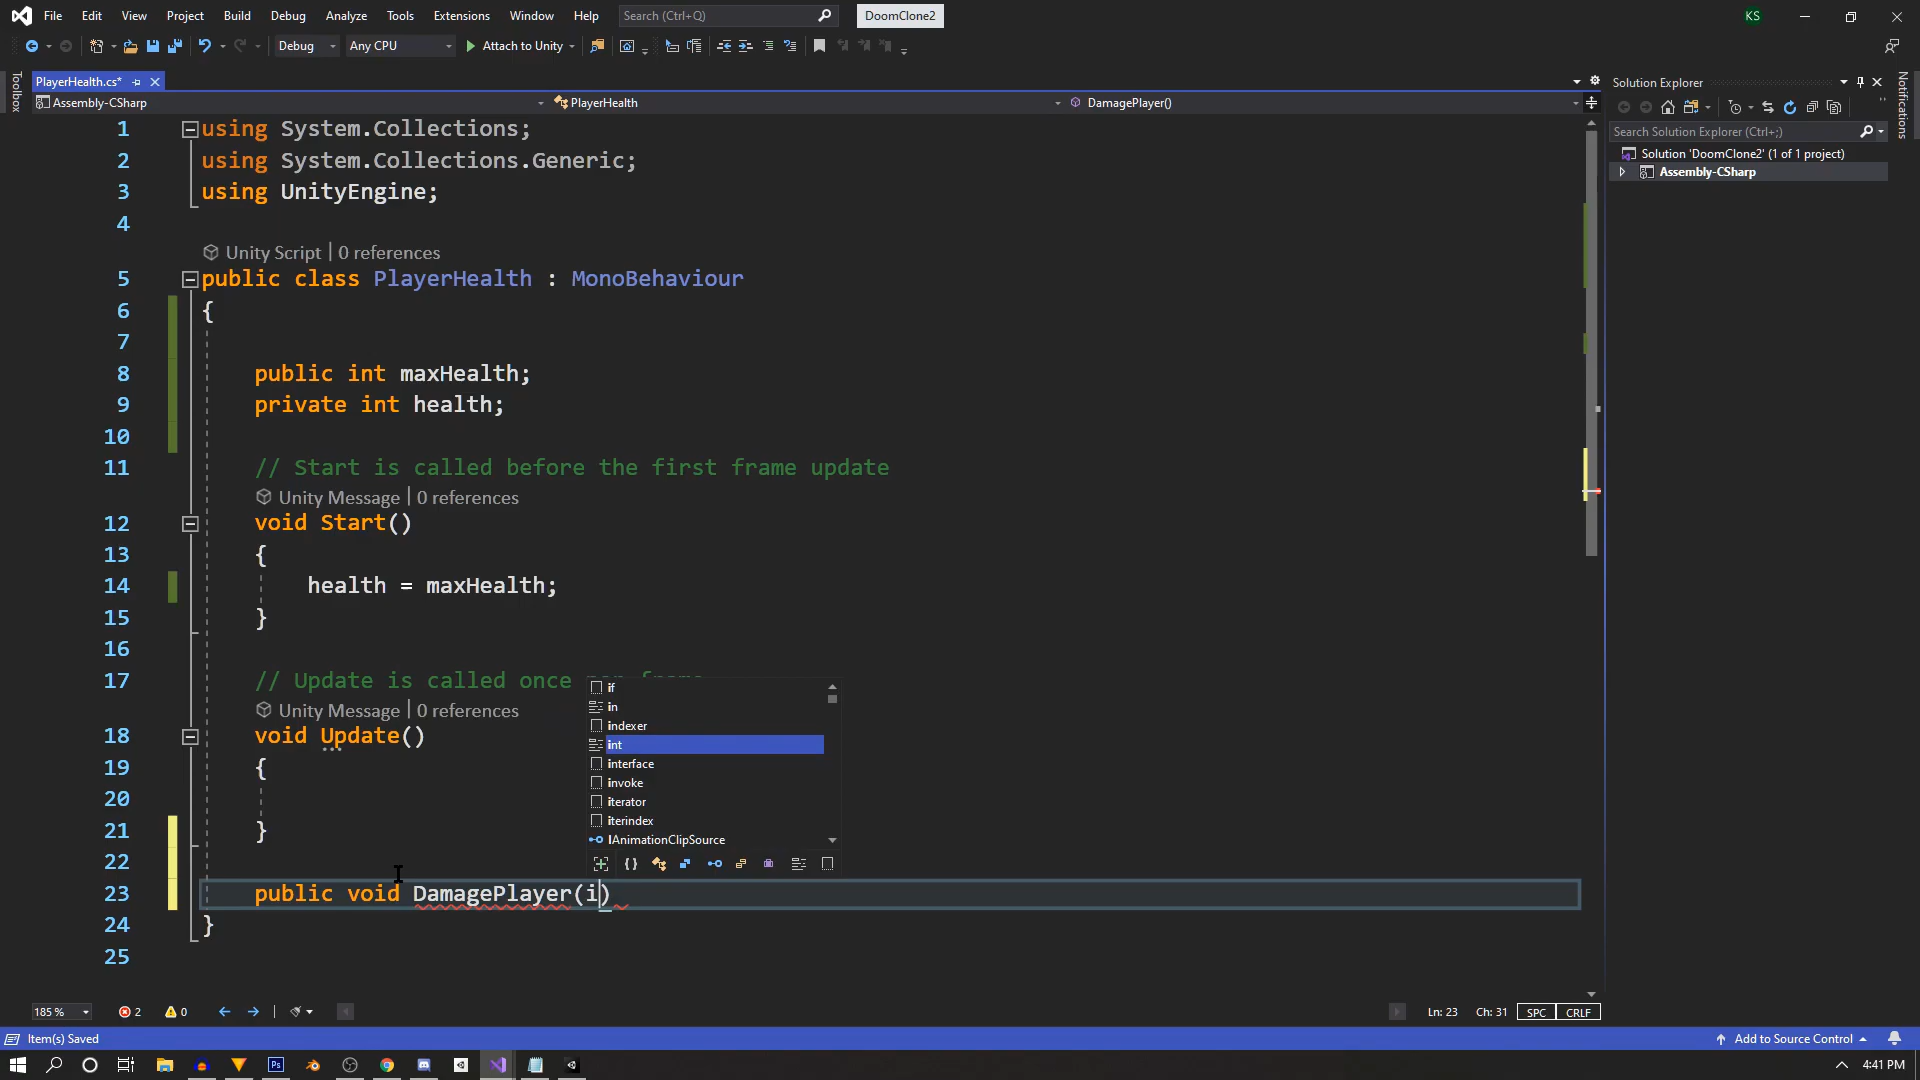 File Edit View Project Build Debug Analyze Tools Extensions Window Help Search (Ctrl+Q) DoomClone2 KS
Debug Any CPU Attach to Unity
Toolbox
PlayerHealth.cs*
Assembly-CSharp PlayerHealth DamagePlayer()
1 using System.Collections;
2 using System.Collections.Generic;
3 using UnityEngine;
4
Unity Script | 0 references
5 public class PlayerHealth : MonoBehaviour
6 {
7
8 public int maxHealth;
9 private int health;
10
11 // Start is called before the first frame update
Unity Message | 0 references
12 void Start()
13 {
14 health = maxHealth;
15 }
16
17 // Update is called once
Unity Message | 0 references
18 void Update()
19 {
20
21 }
22
23 public void DamagePlayer(i)
24 }
25
if
in
indexer
int
interface
invoke
iterator
iterindex
IAnimationClipSource
Solution Explorer
Search Solution Explorer (Ctrl+;)
Solution 'DoomClone2' (1 of 1 project)
Assembly-CSharp
Notifications
185 % 2 0 Ln: 23 Ch: 31 SPC CRLF
Item(s) Saved Add to Source Control
Ps 4:41 PM